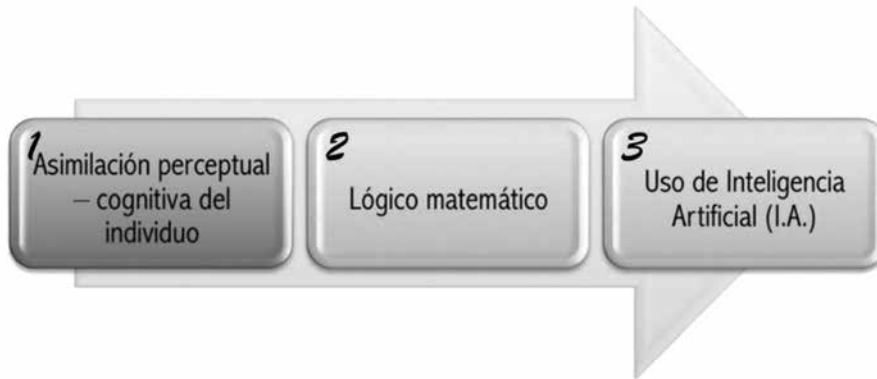 1
Asimilación perceptual
– cognitiva del
individuo
2
Lógico matemático
3
Uso de Inteligencia
Artificial (I.A.)